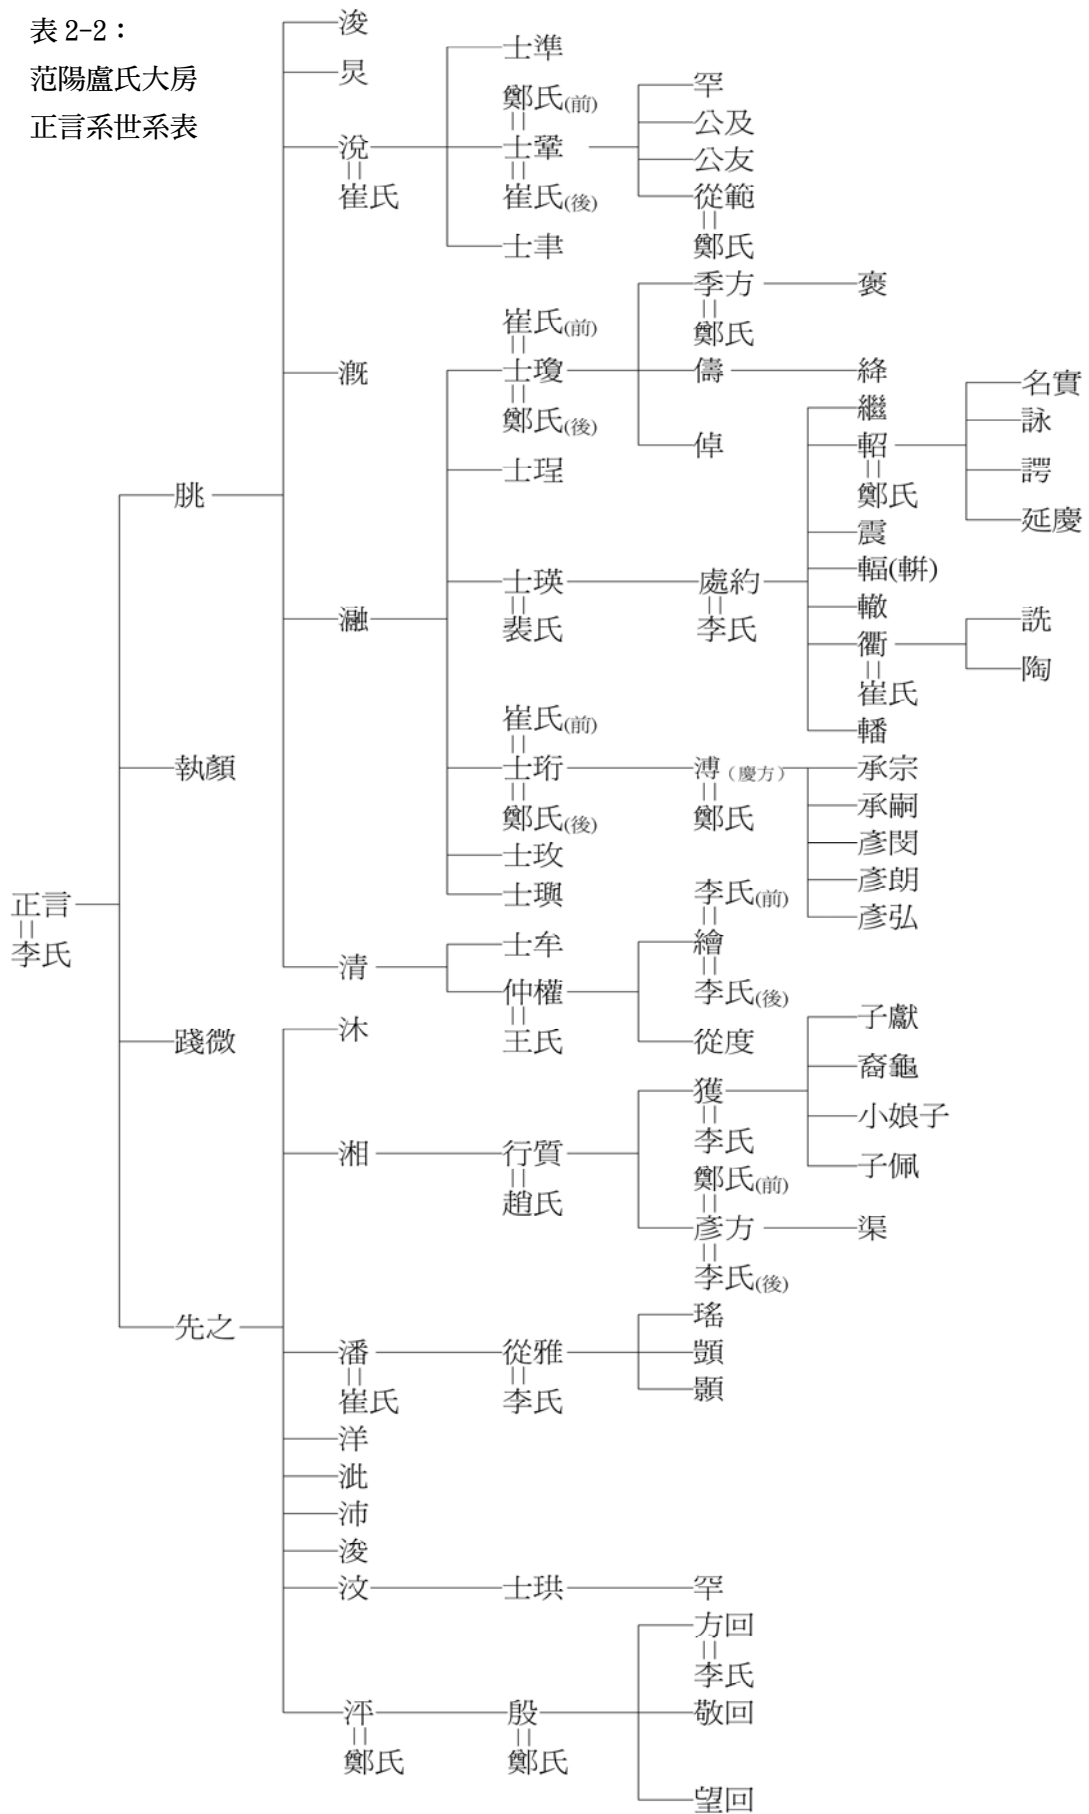 表 2-2：
范陽盧氏大房
正言系世系表
正言
李氏
朓
執顏
踐微
先之
浚
炅
涚
崔氏
溉
瀜
清
沐
湘
潘
崔氏
洋
沘
沛
浚
汶
泙
鄭氏
士準
鄭氏(前)
士鞏
崔氏(後)
士聿
崔氏(前)
士瓊
鄭氏(後)
士珵
士瑛
裴氏
崔氏(前)
士珩
鄭氏(後)
士玫
士璵
士牟
仲權
王氏
行質
趙氏
從雅
李氏
士珙
殷
鄭氏
罕
公及
公友
從範
鄭氏
季方
鄭氏
儔
倬
處約
李氏
溥（慶方）
鄭氏
李氏(前)
繪
李氏(後)
從度
獲
李氏
鄭氏(前)
彥方
李氏(後)
瑤
顗
顥
罕
方回
李氏
敬回
望回
褒
絳
繼
軺
鄭氏
震
輻(輧)
轍
衢
崔氏
轓
承宗
承嗣
彥閔
彥朗
彥弘
子獻
裔龜
小娘子
子佩
渠
名實
詠
諤
延慶
詵
陶